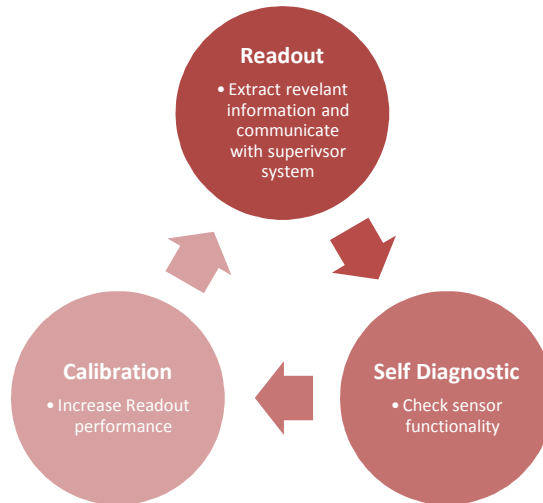 Readout
• Extract revelant
information and
communicate
with superivsor
system
Calibration
• Increase Readout
performance
Self Diagnostic
• Check sensor
functionality